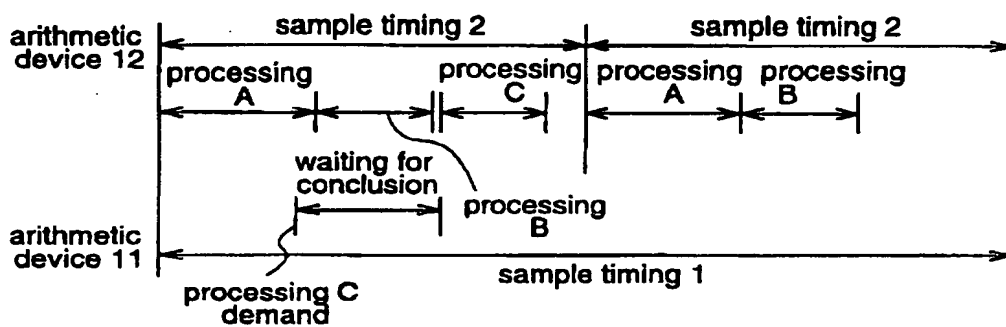 arithmetic
device 12
sample timing 2
sample timing 2
processing
A
processing
C
processing
A
processing
B
waiting for
conclusion
processing
B
arithmetic
device 11
sample timing 1
processing C
demand